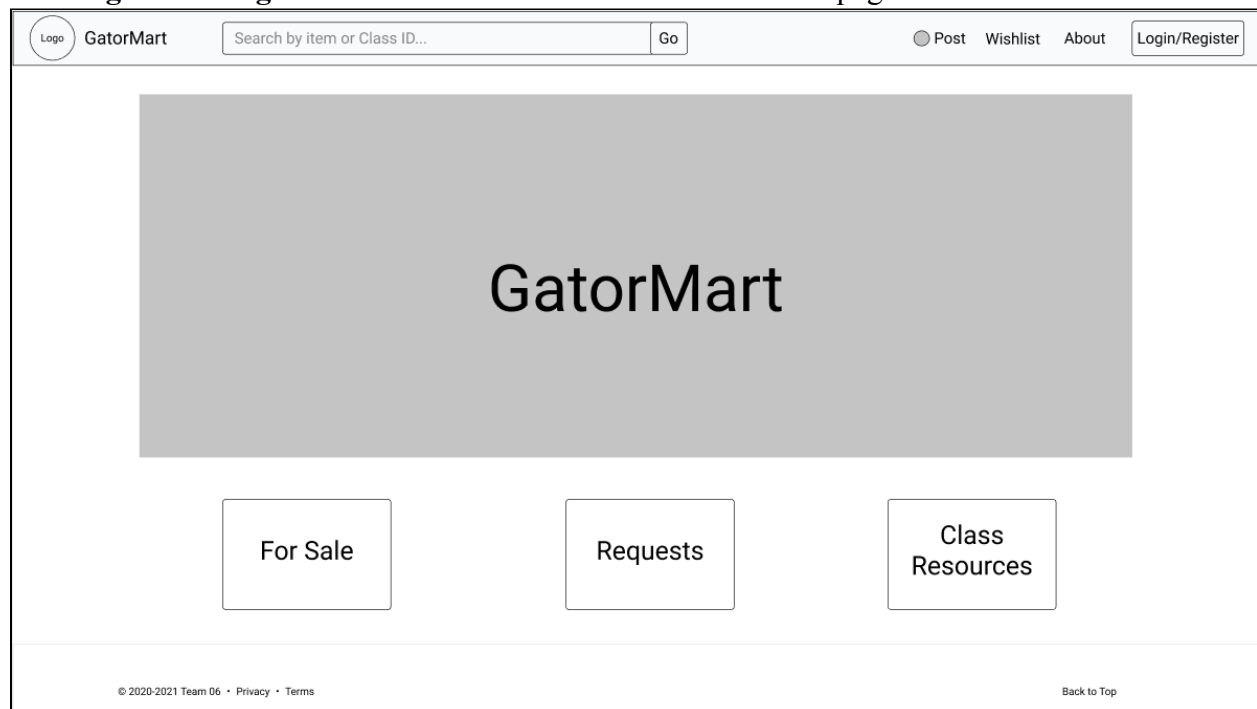 Logo GatorMart Search by item or Class ID... Go Post Wishlist About Login/Register
GatorMart
For Sale Requests Class
Resources
© 2020-2021 Team 06 • Privacy • Terms Back to Top